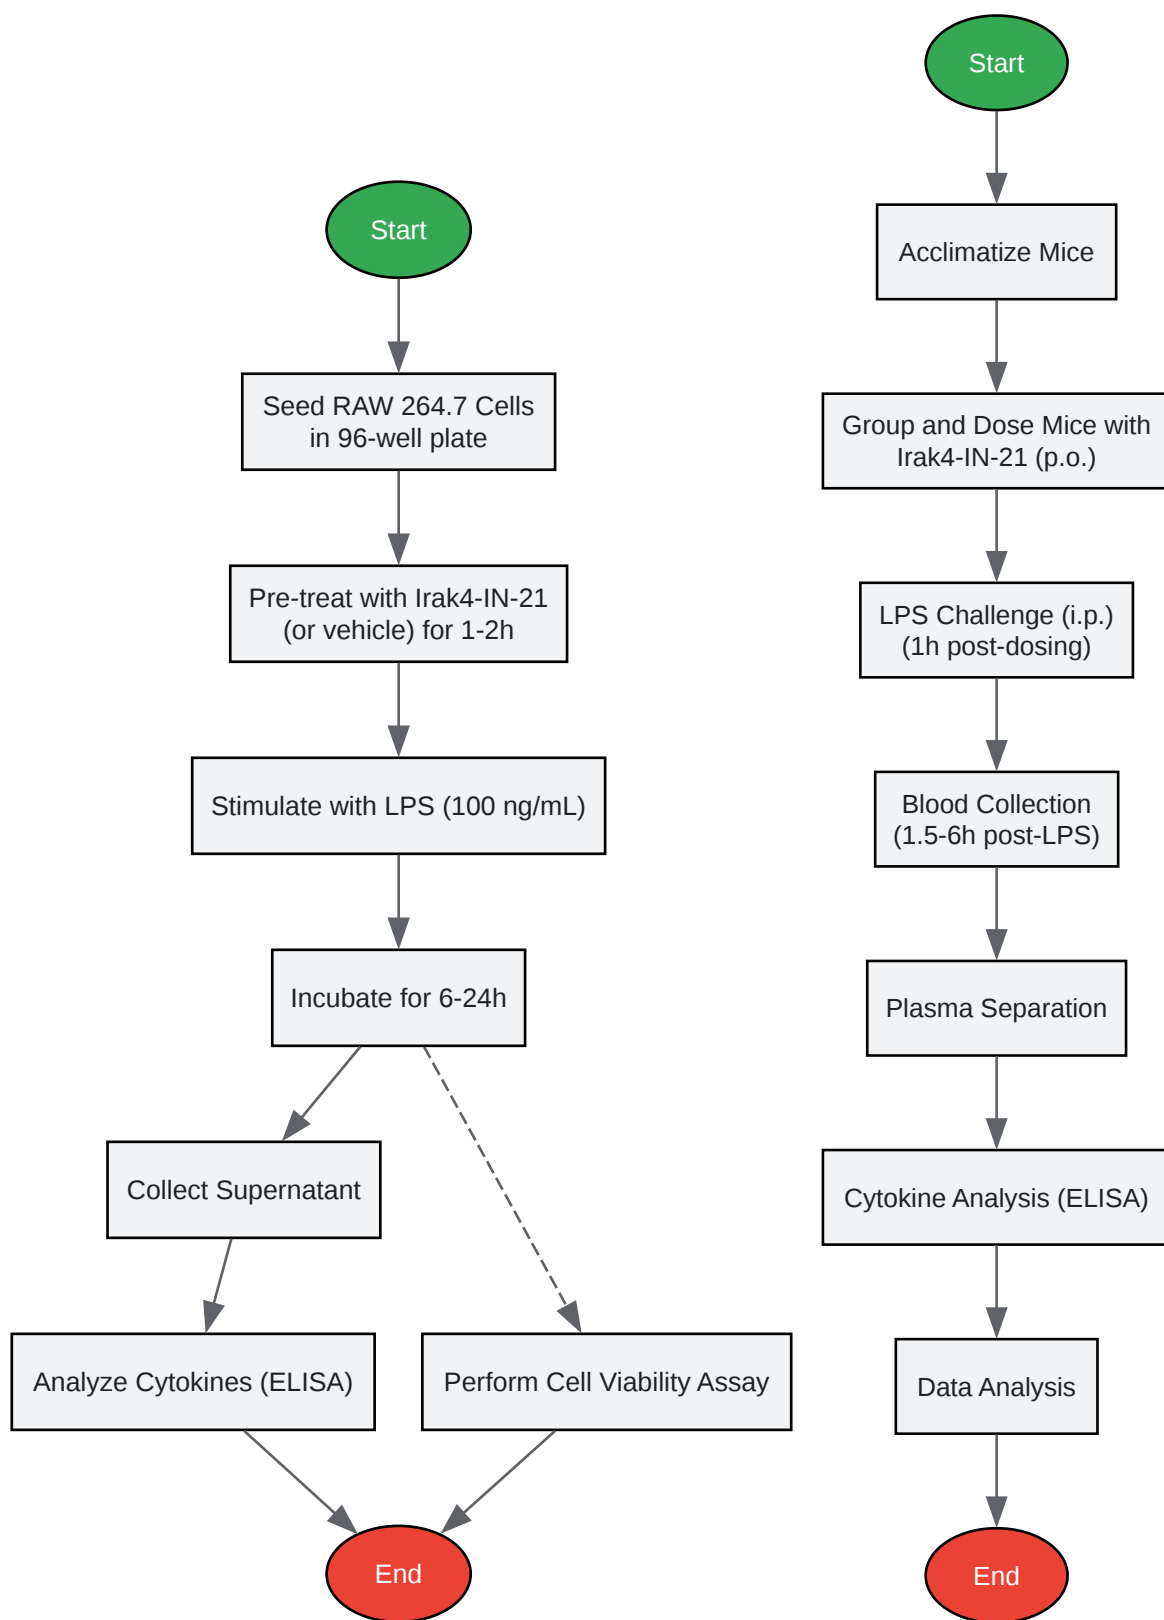 Start
Seed RAW 264.7 Cells
in 96-well plate
Pre-treat with Irak4-IN-21
(or vehicle) for 1-2h
Stimulate with LPS (100 ng/mL)
Incubate for 6-24h
Collect Supernatant
Analyze Cytokines (ELISA)
Perform Cell Viability Assay
End
Start
Acclimatize Mice
Group and Dose Mice with
Irak4-IN-21 (p.o.)
LPS Challenge (i.p.)
(1h post-dosing)
Blood Collection
(1.5-6h post-LPS)
Plasma Separation
Cytokine Analysis (ELISA)
Data Analysis
End